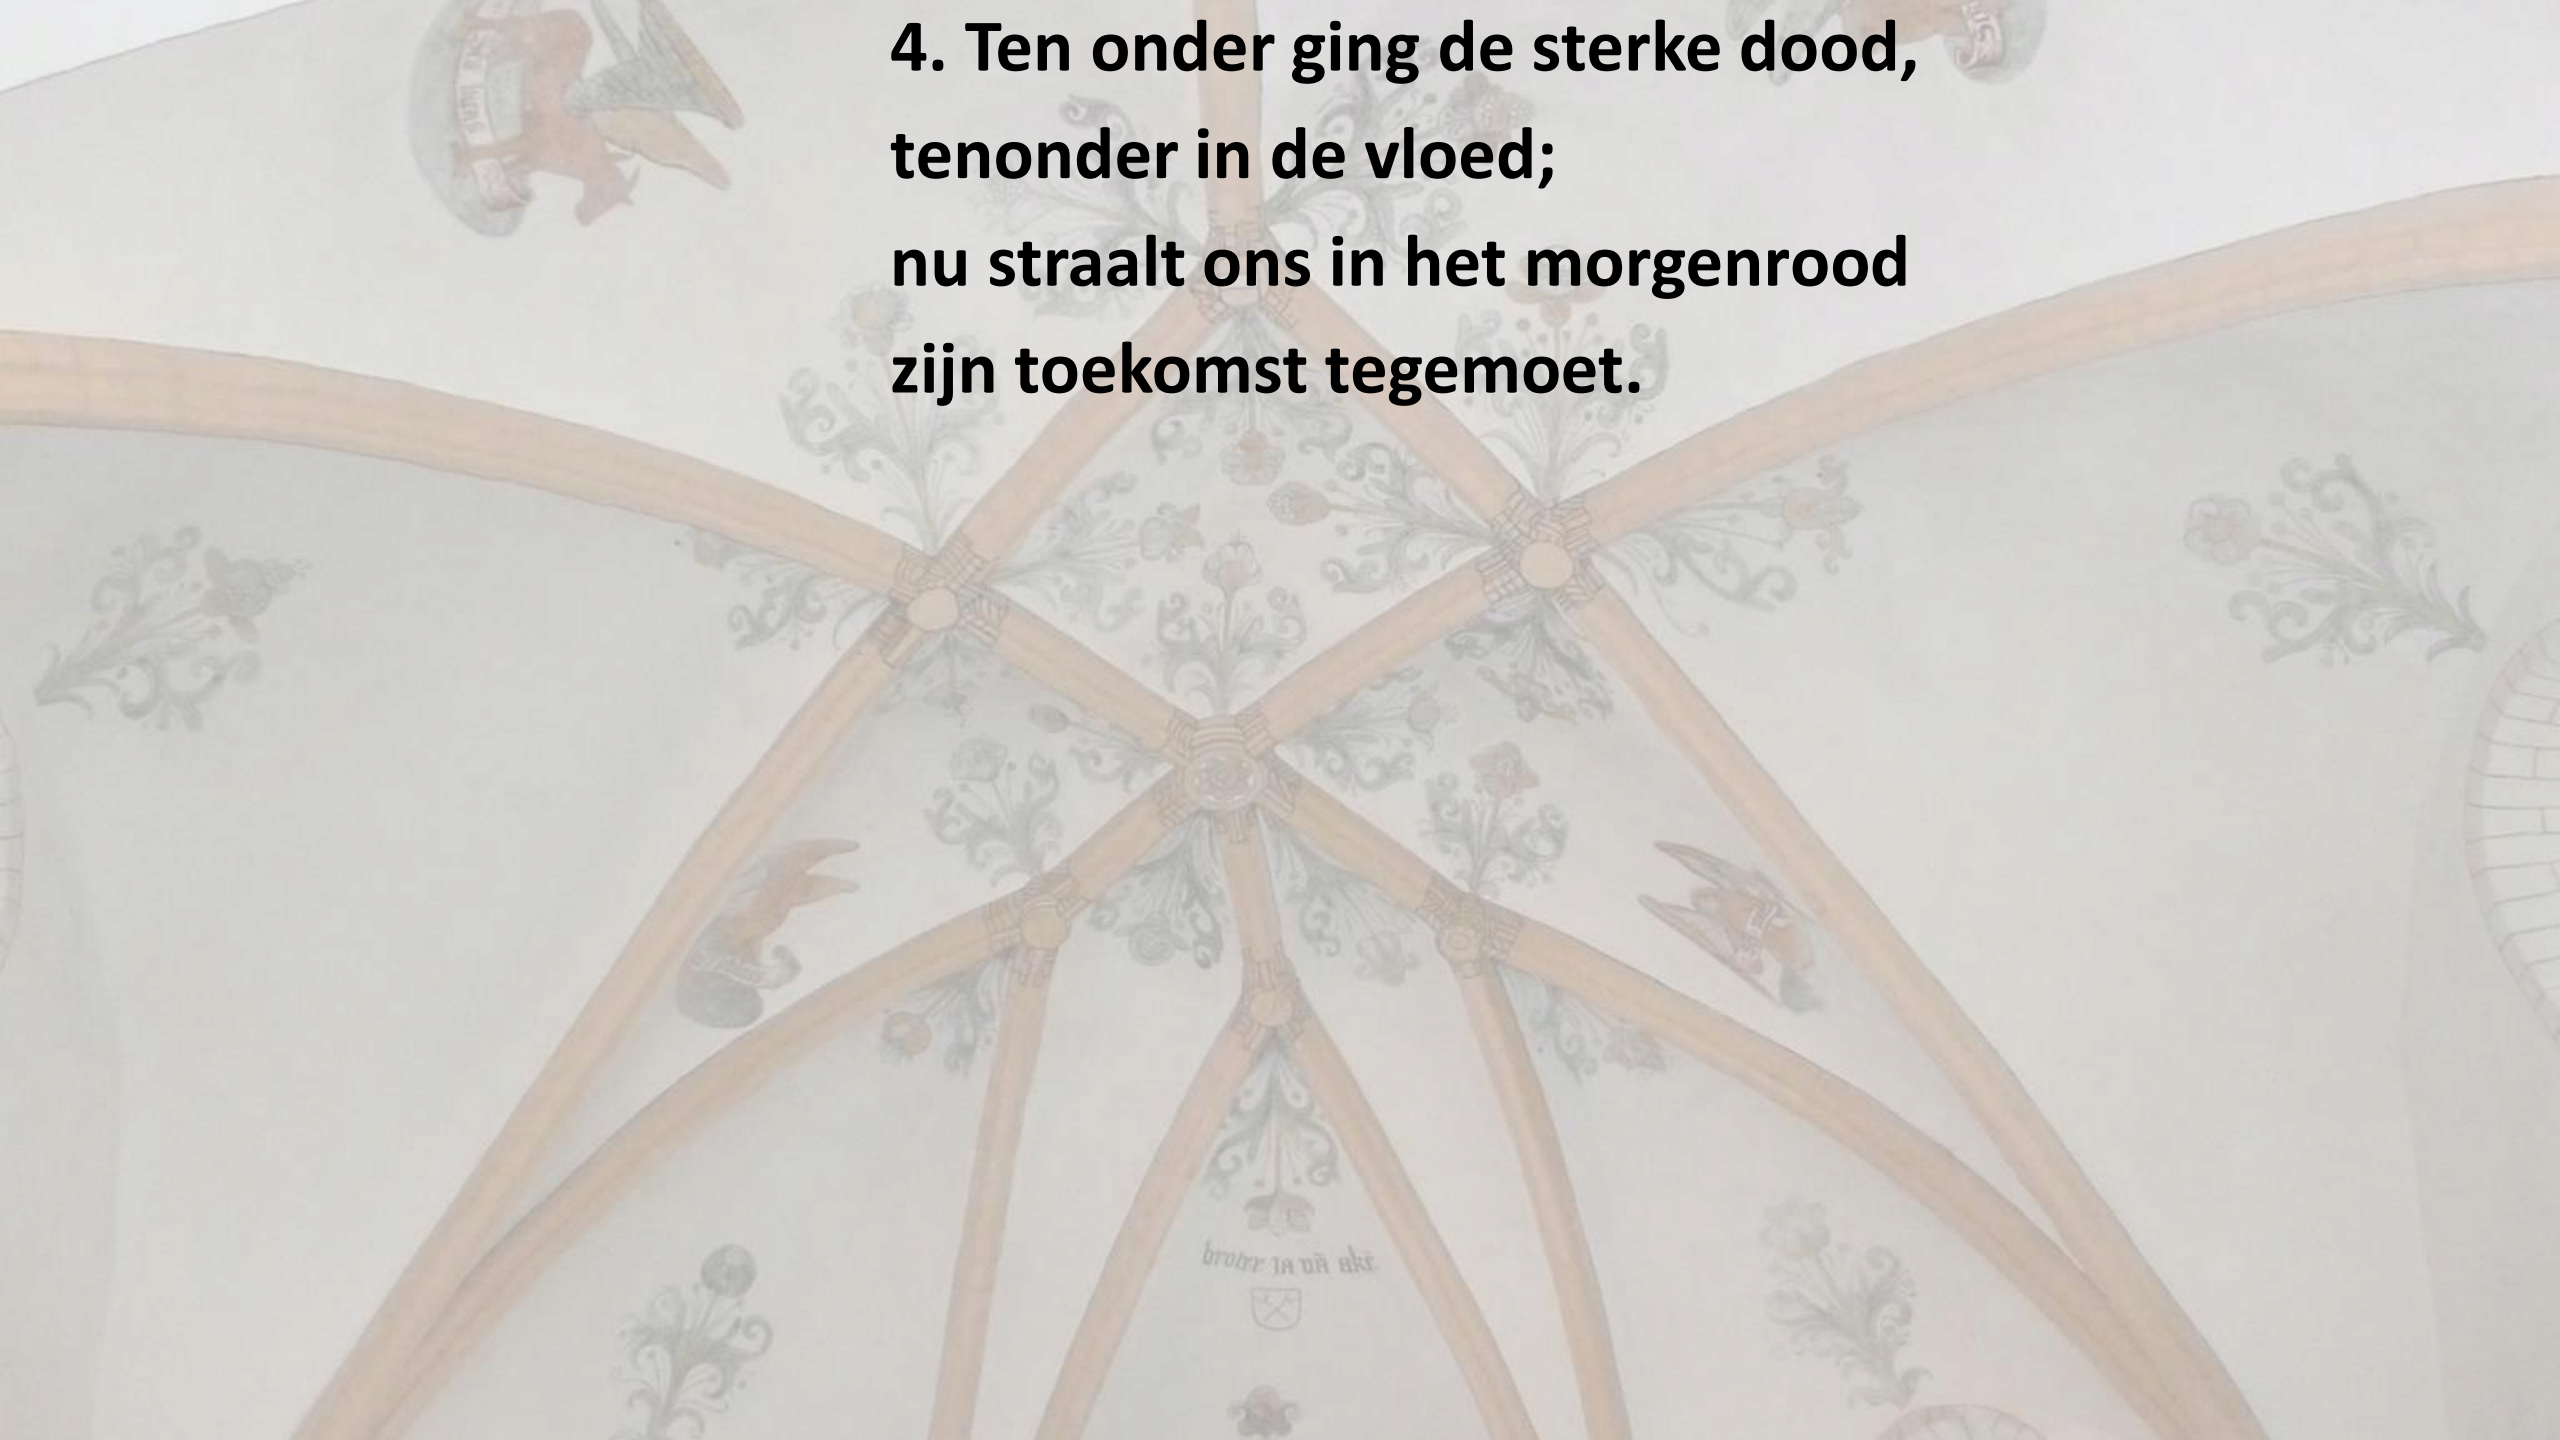 4. Ten onder ging de sterke dood,
tenonder in de vloed;
nu straalt ons in het morgenrood
zijn toekomst tegemoet.